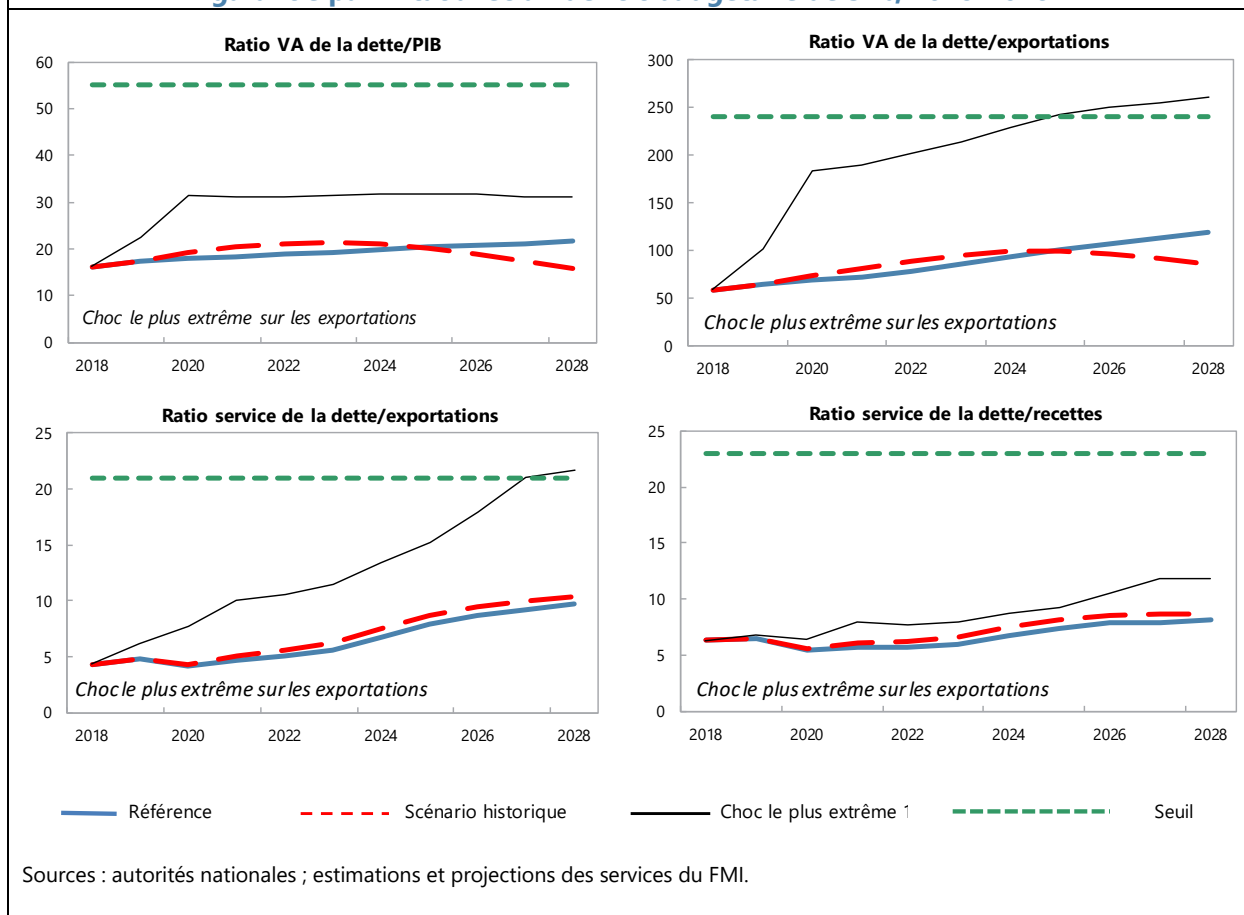 Ratio VA de la dette/PIB
60
50
40
30
20
10
0
Choc le plus extrême sur les exportations
2018 2020 2022 2024 2026 2028
Ratio VA de la dette/exportations
300
250
200
150
100
50
0
Choc le plus extrême sur les exportations
2018 2020 2022 2024 2026 2028
Ratio service de la dette/exportations
25
20
15
10
5
0
Choc le plus extrême sur les exportations
2018 2020 2022 2024 2026 2028
Ratio service de la dette/recettes
25
20
15
10
5
0
Choc le plus extrême sur les exportations
2018 2020 2022 2024 2026 2028
Référence Scénario historique Choc le plus extrême 1 Seuil
Sources : autorités nationales ; estimations et projections des services du FMI.